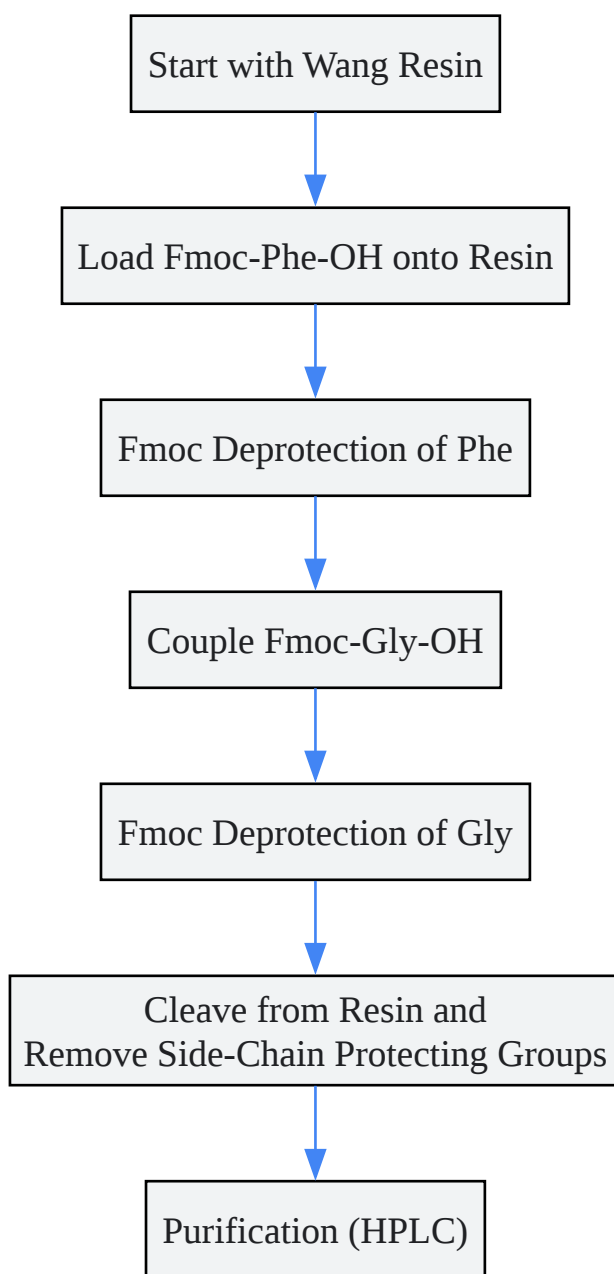 Start with Wang Resin
Load Fmoc-Phe-OH onto Resin
Fmoc Deprotection of Phe
Couple Fmoc-Gly-OH
Fmoc Deprotection of Gly
Cleave from Resin and
Remove Side-Chain Protecting Groups
Purification (HPLC)